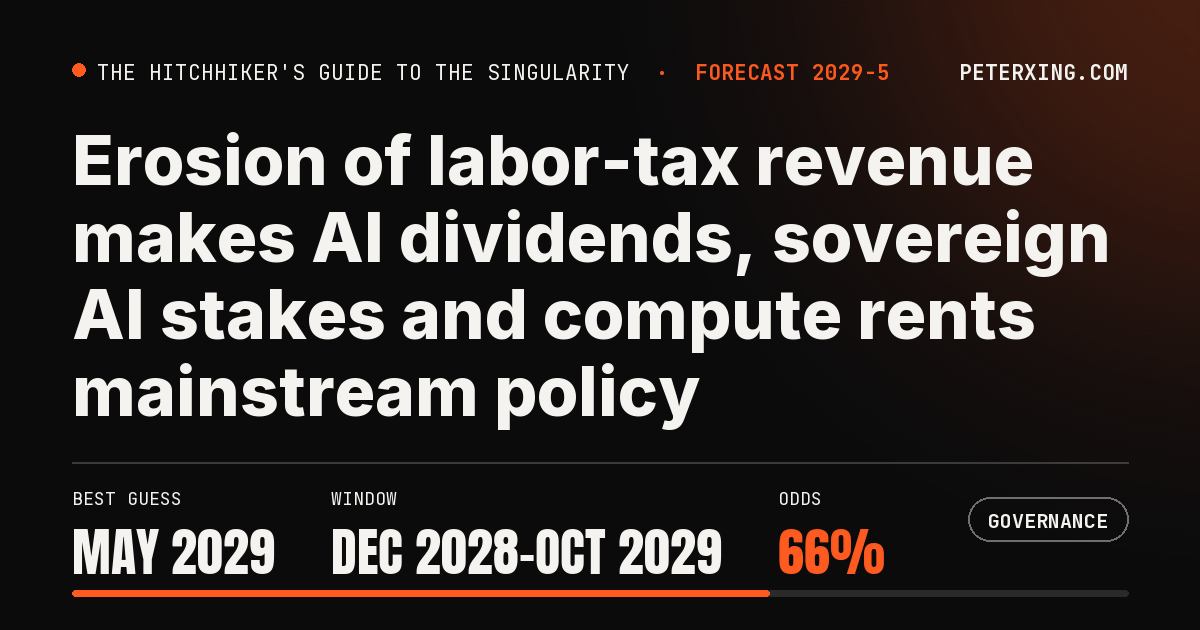 THE HITCHHIKER'S GUIDE TO THE SINGULARITY · FORECAST 2029-5 PETERXING.COM
Erosion of labor-tax revenue
makes AI dividends, sovereign
AI stakes and compute rents
mainstream policy
BEST GUESS WINDOW ODDS
MAY 2029 DEC 2028-OCT 2029 66% GOVERNANCE